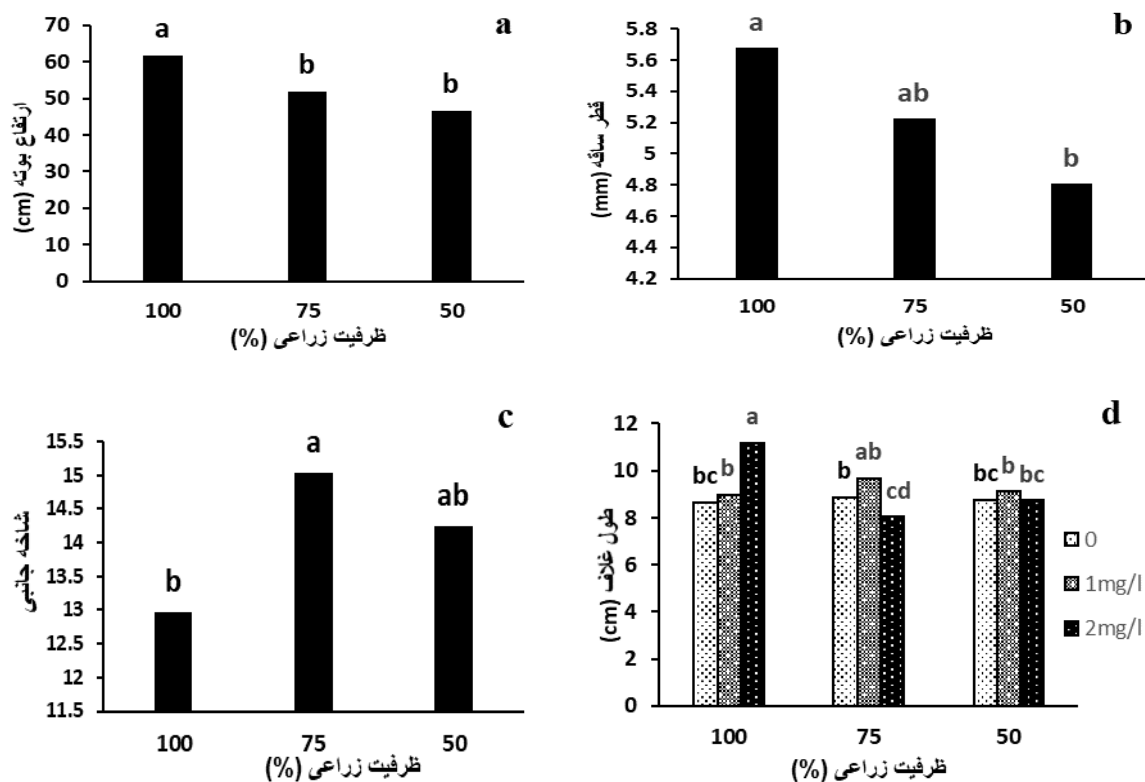 a
ارتفاع بوته (cm)
70
60
50
40
30
20
10
0
a
b
b
100
75
50
ظرفیت زراعی (%)
b
قطر ساقه (mm)
5.8
5.6
5.4
5.2
5
4.8
4.6
4.4
4.2
a
ab
b
100
75
50
ظرفیت زراعی (%)
c
شاخه جانبی
15.5
15
14.5
14
13.5
13
12.5
12
11.5
b
a
ab
100
75
50
ظرفیت زراعی (%)
d
طول غلاف (cm)
12
10
8
6
4
2
0
bc
b
a
b
ab
cd
bc
b
bc
100
75
50
ظرفیت زراعی (%)
0
1mg/l
2mg/l